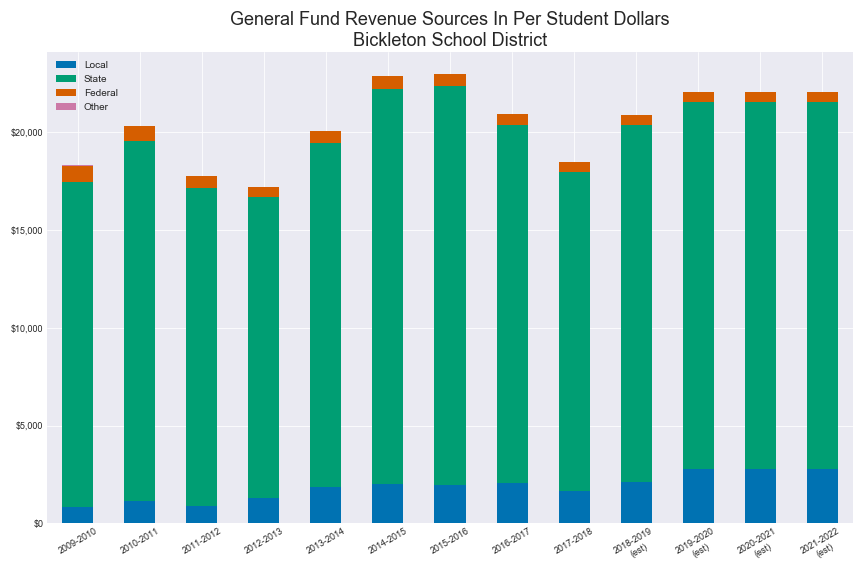 General Fund Revenue Sources In Per Student Dollars
Bickleton School District
Local
State
Federal
Other
$20,000
$15,000
$10,000
$5,000
$0
2009-2010
2010-2011
2011-2012
2012-2013
2013-2014
2014-2015
2015-2016
2016-2017
2017-2018
2018-2019
(est)
2019-2020
(est)
2020-2021
(est)
2021-2022
(est)